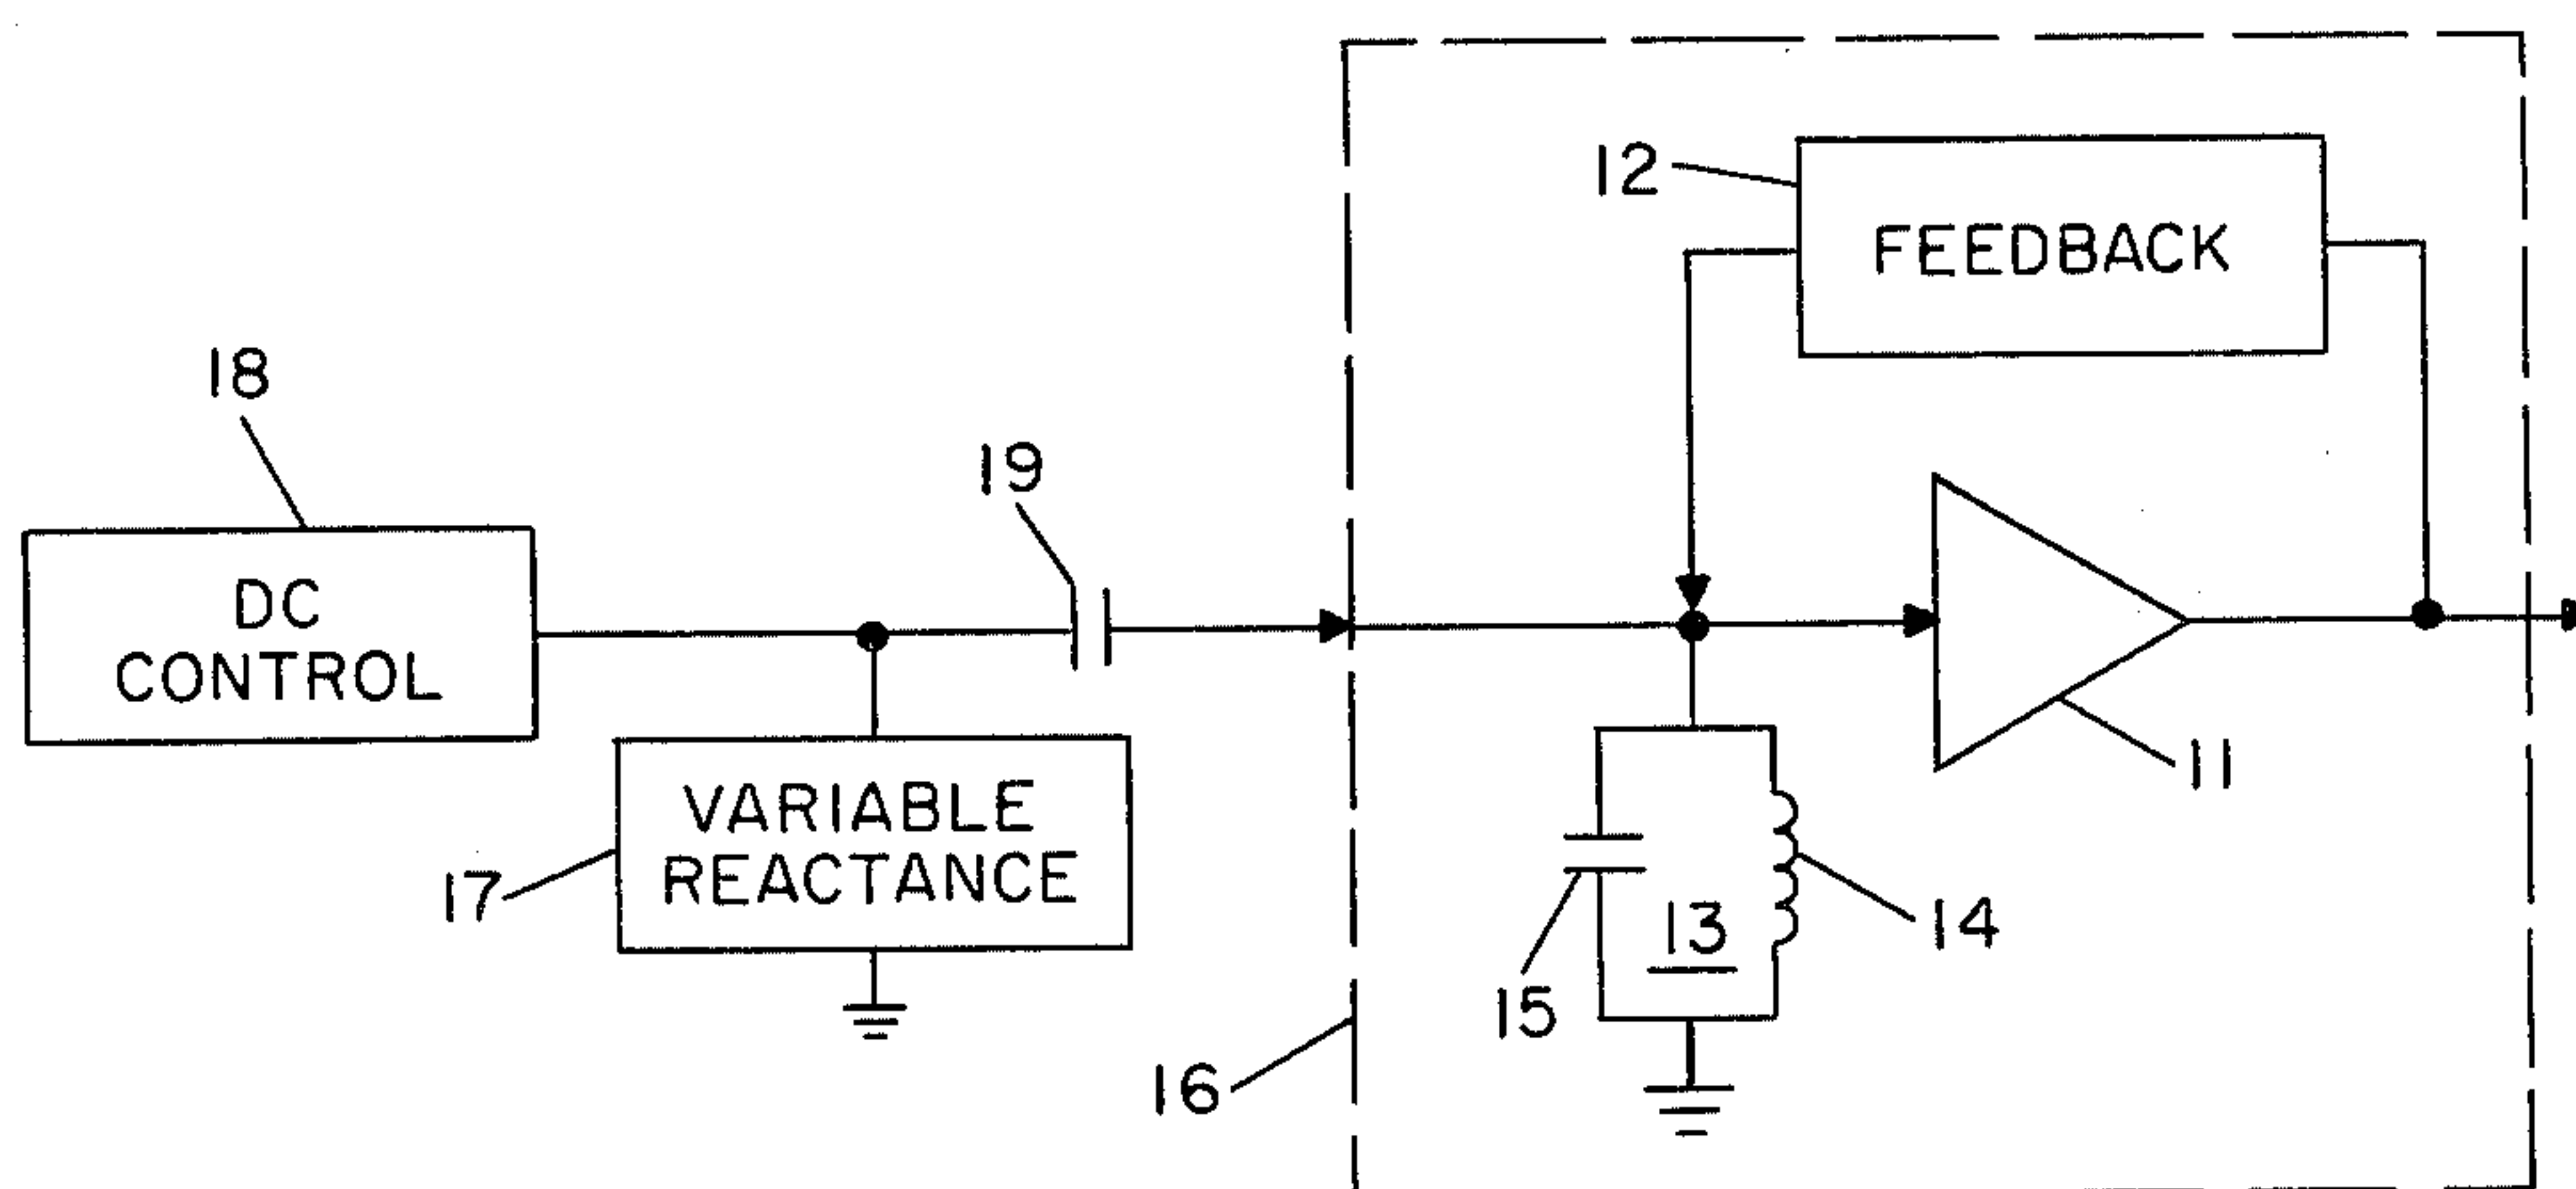 12
FEEDBACK
18
19
DC
CONTROL
VARIABLE
REACTANCE
17
11
13
14
15
16